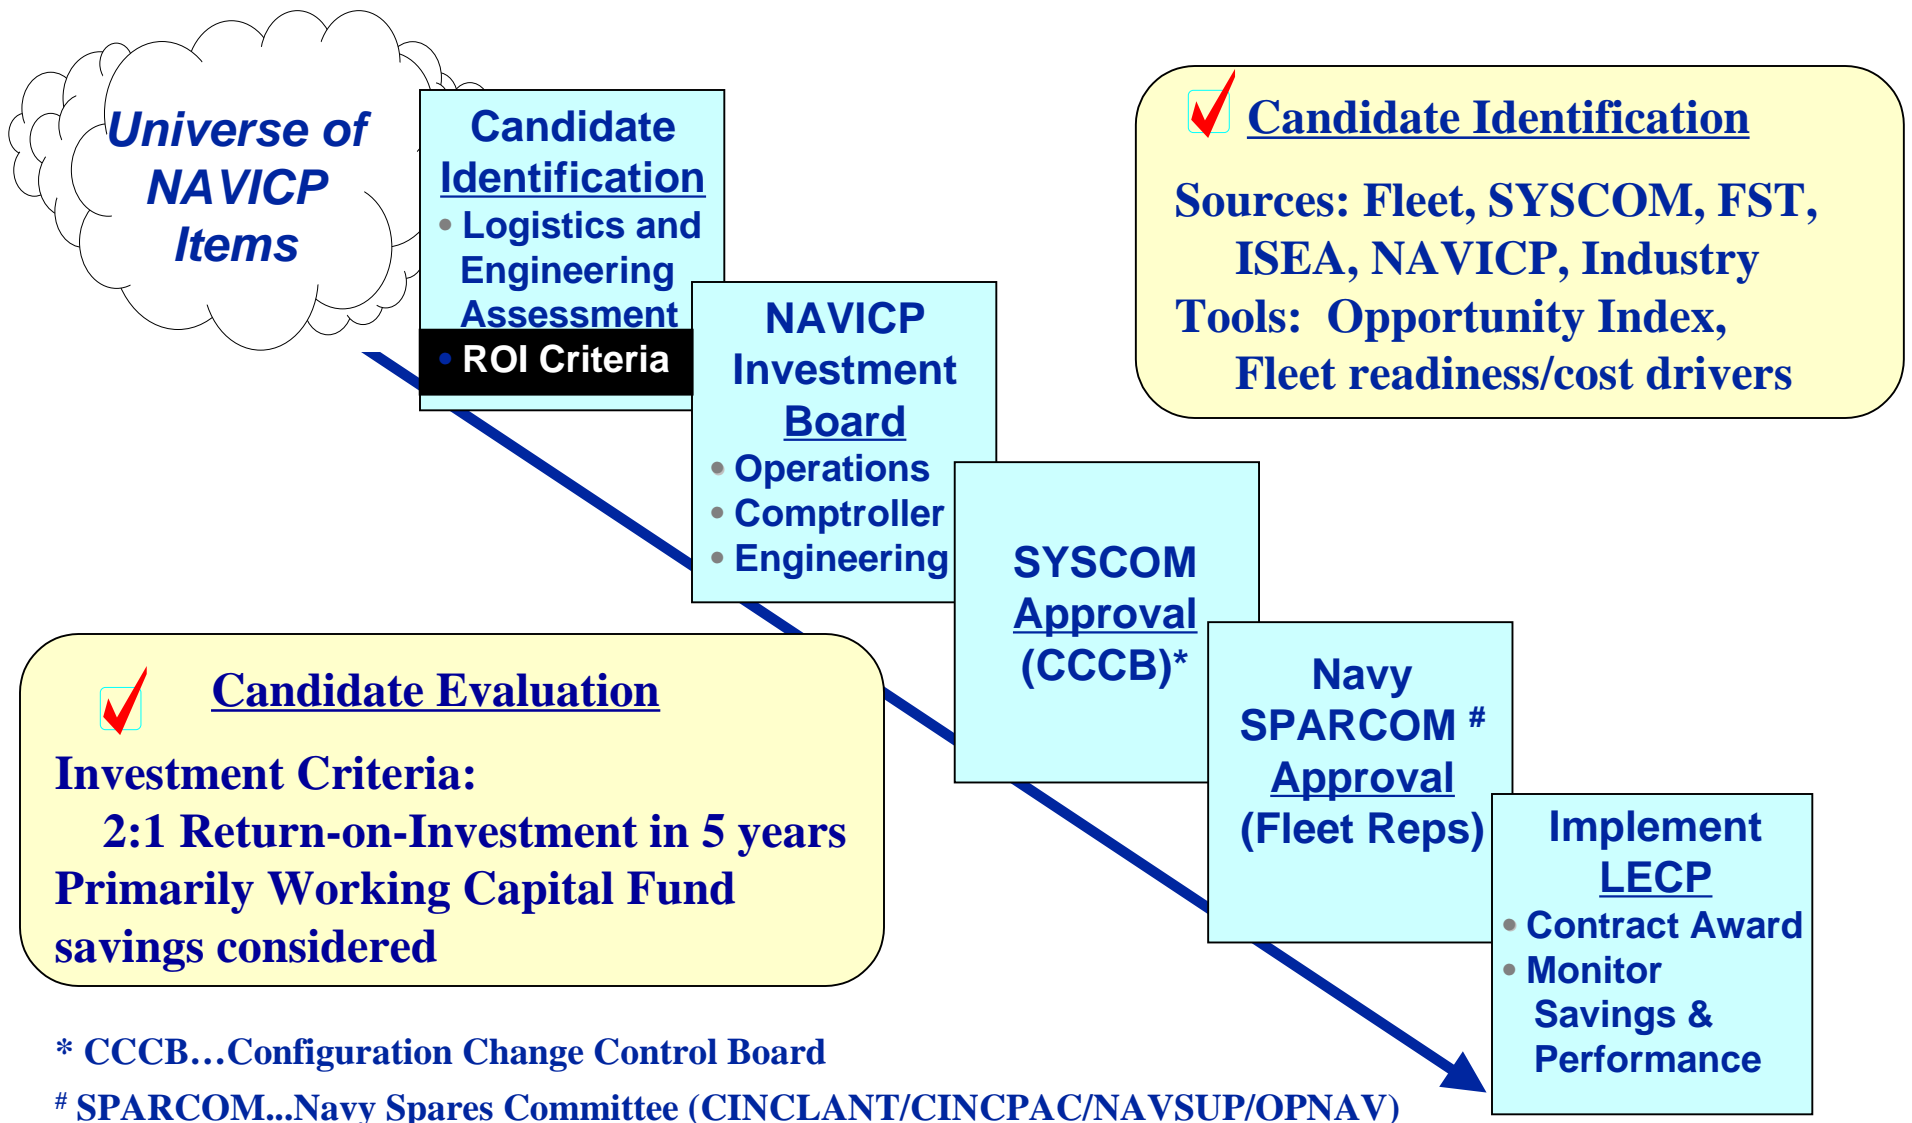 Universe of
NAVICP
Items
Candidate
Identification
• Logistics and
Engineering
Assessment
• ROI Criteria
NAVICP
Investment
Board
• Operations
• Comptroller
• Engineering
SYSCOM
Approval
(CCCB)*
Navy
SPARCOM #
Approval
(Fleet Reps)
Implement
LECP
• Contract Award
• Monitor
Savings &
Performance
Candidate Identification
Sources: Fleet, SYSCOM, FST,
ISEA, NAVICP, Industry
Tools: Opportunity Index,
Fleet readiness/cost drivers
Candidate Evaluation
Investment Criteria:
2:1 Return-on-Investment in 5 years
Primarily Working Capital Fund
savings considered
* CCCB…Configuration Change Control Board
# SPARCOM...Navy Spares Committee (CINCLANT/CINCPAC/NAVSUP/OPNAV)